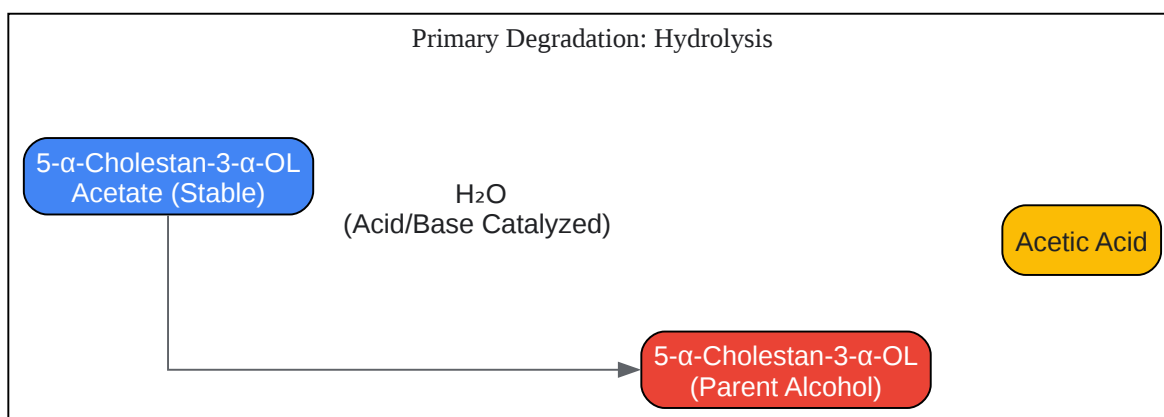 Primary Degradation: Hydrolysis
5-α-Cholestan-3-α-OL
Acetate (Stable)
H₂O
(Acid/Base Catalyzed)
Acetic Acid
5-α-Cholestan-3-α-OL
(Parent Alcohol)